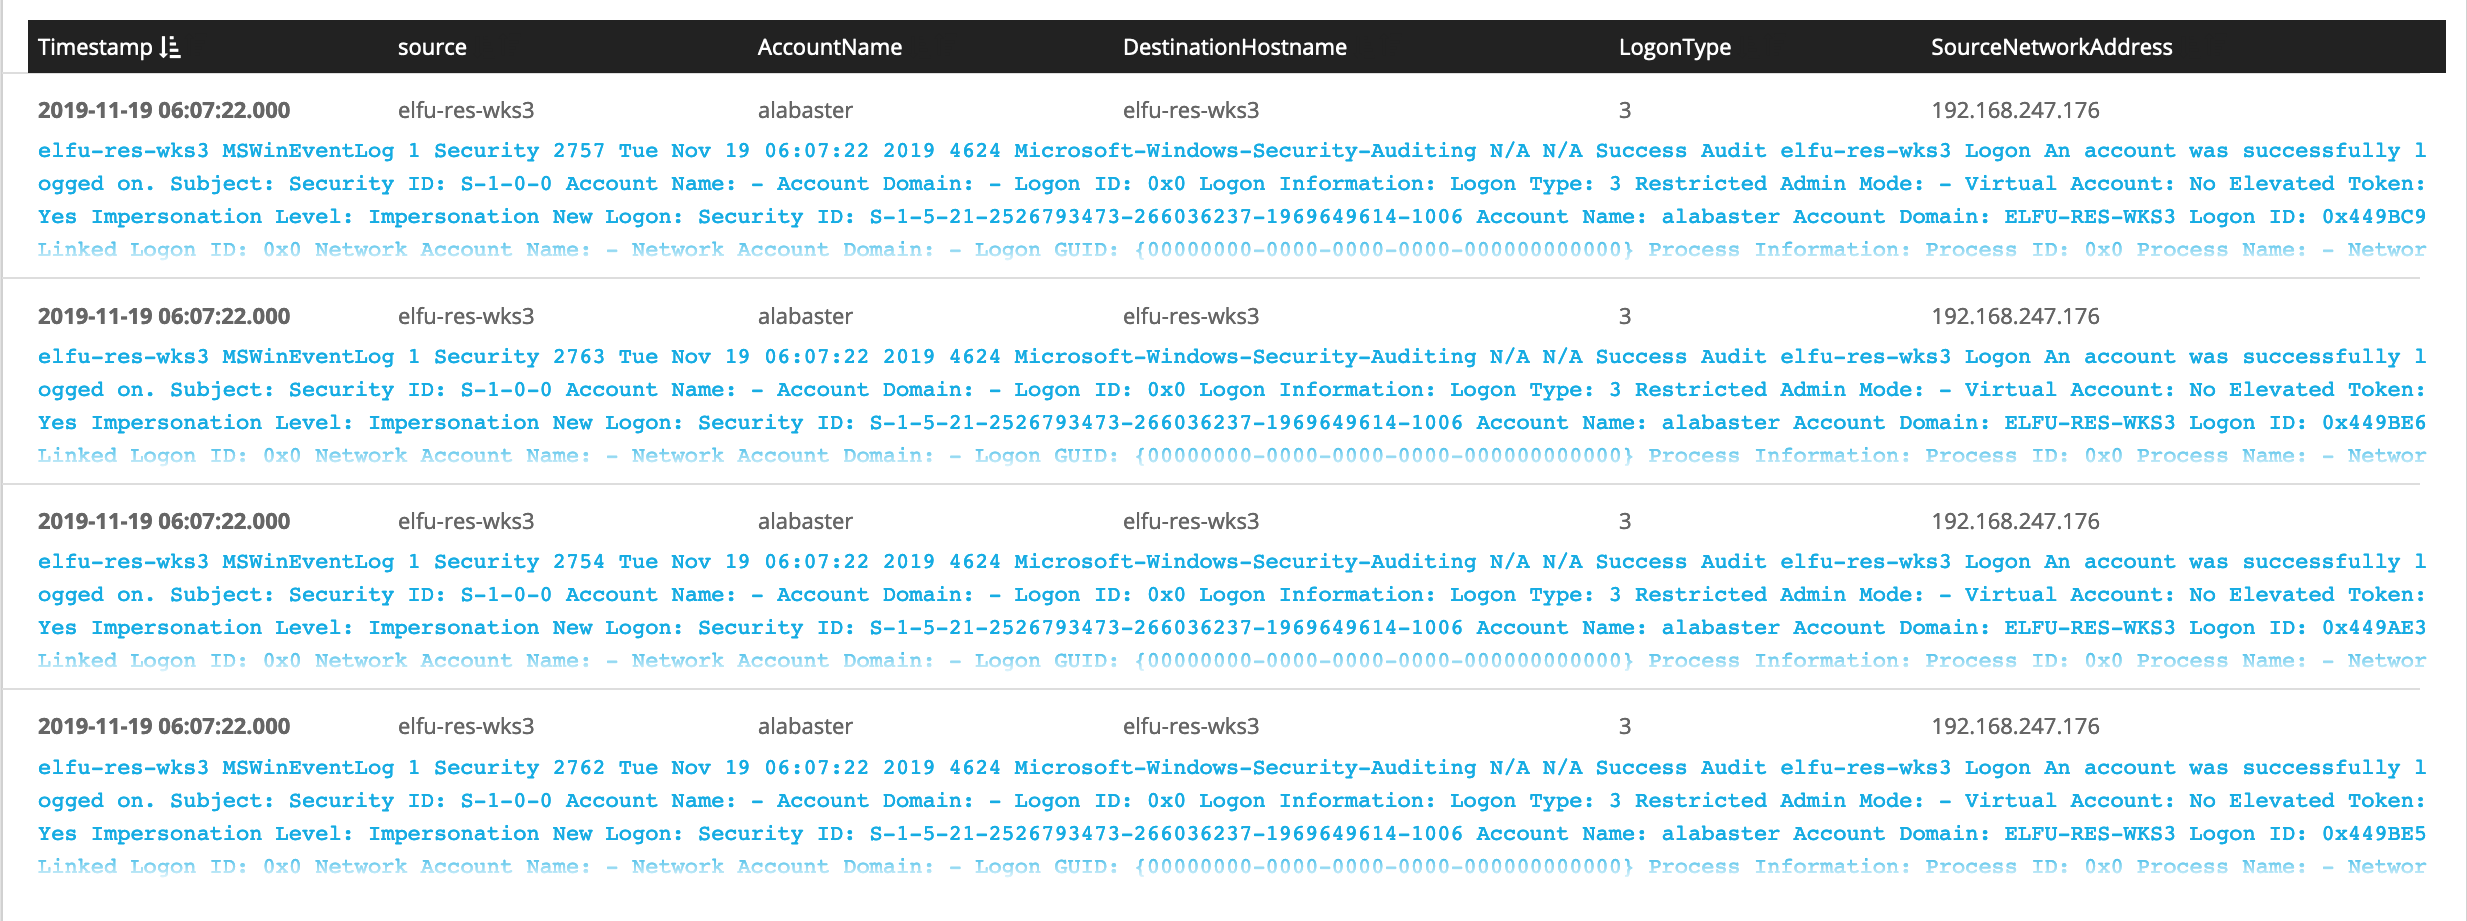 Timestamp source AccountName DestinationHostname LogonType SourceNetworkAddress
2019-11-19 06:07:22.000 elfu-res-wks3 alabaster elfu-res-wks3 3 192.168.247.176
elfu-res-wks3 MSWinEventLog 1 Security 2757 Tue Nov 19 06:07:22 2019 4624 Microsoft-Windows-Security-Auditing N/A N/A Success Audit elfu-res-wks3 Logon An account was successfully l
ogged on. Subject: Security ID: S-1-0-0 Account Name: - Account Domain: - Logon ID: 0x0 Logon Information: Logon Type: 3 Restricted Admin Mode: - Virtual Account: No Elevated Token:
Yes Impersonation Level: Impersonation New Logon: Security ID: S-1-5-21-2526793473-266036237-1969649614-1006 Account Name: alabaster Account Domain: ELFU-RES-WKS3 Logon ID: 0x449BC9
Linked Logon ID: 0x0 Network Account Name: - Network Account Domain: - Logon GUID: {00000000-0000-0000-0000-000000000000} Process Information: Process ID: 0x0 Process Name: - Networ
2019-11-19 06:07:22.000 elfu-res-wks3 alabaster elfu-res-wks3 3 192.168.247.176
elfu-res-wks3 MSWinEventLog 1 Security 2763 Tue Nov 19 06:07:22 2019 4624 Microsoft-Windows-Security-Auditing N/A N/A Success Audit elfu-res-wks3 Logon An account was successfully l
ogged on. Subject: Security ID: S-1-0-0 Account Name: - Account Domain: - Logon ID: 0x0 Logon Information: Logon Type: 3 Restricted Admin Mode: - Virtual Account: No Elevated Token:
Yes Impersonation Level: Impersonation New Logon: Security ID: S-1-5-21-2526793473-266036237-1969649614-1006 Account Name: alabaster Account Domain: ELFU-RES-WKS3 Logon ID: 0x449BE6
Linked Logon ID: 0x0 Network Account Name: - Network Account Domain: - Logon GUID: {00000000-0000-0000-0000-000000000000} Process Information: Process ID: 0x0 Process Name: - Networ
2019-11-19 06:07:22.000 elfu-res-wks3 alabaster elfu-res-wks3 3 192.168.247.176
elfu-res-wks3 MSWinEventLog 1 Security 2754 Tue Nov 19 06:07:22 2019 4624 Microsoft-Windows-Security-Auditing N/A N/A Success Audit elfu-res-wks3 Logon An account was successfully l
ogged on. Subject: Security ID: S-1-0-0 Account Name: - Account Domain: - Logon ID: 0x0 Logon Information: Logon Type: 3 Restricted Admin Mode: - Virtual Account: No Elevated Token:
Yes Impersonation Level: Impersonation New Logon: Security ID: S-1-5-21-2526793473-266036237-1969649614-1006 Account Name: alabaster Account Domain: ELFU-RES-WKS3 Logon ID: 0x449AE3
Linked Logon ID: 0x0 Network Account Name: - Network Account Domain: - Logon GUID: {00000000-0000-0000-0000-000000000000} Process Information: Process ID: 0x0 Process Name: - Networ
2019-11-19 06:07:22.000 elfu-res-wks3 alabaster elfu-res-wks3 3 192.168.247.176
elfu-res-wks3 MSWinEventLog 1 Security 2762 Tue Nov 19 06:07:22 2019 4624 Microsoft-Windows-Security-Auditing N/A N/A Success Audit elfu-res-wks3 Logon An account was successfully l
ogged on. Subject: Security ID: S-1-0-0 Account Name: - Account Domain: - Logon ID: 0x0 Logon Information: Logon Type: 3 Restricted Admin Mode: - Virtual Account: No Elevated Token:
Yes Impersonation Level: Impersonation New Logon: Security ID: S-1-5-21-2526793473-266036237-1969649614-1006 Account Name: alabaster Account Domain: ELFU-RES-WKS3 Logon ID: 0x449BE5
Linked Logon ID: 0x0 Network Account Name: - Network Account Domain: - Logon GUID: {00000000-0000-0000-0000-000000000000} Process Information: Process ID: 0x0 Process Name: - Networ